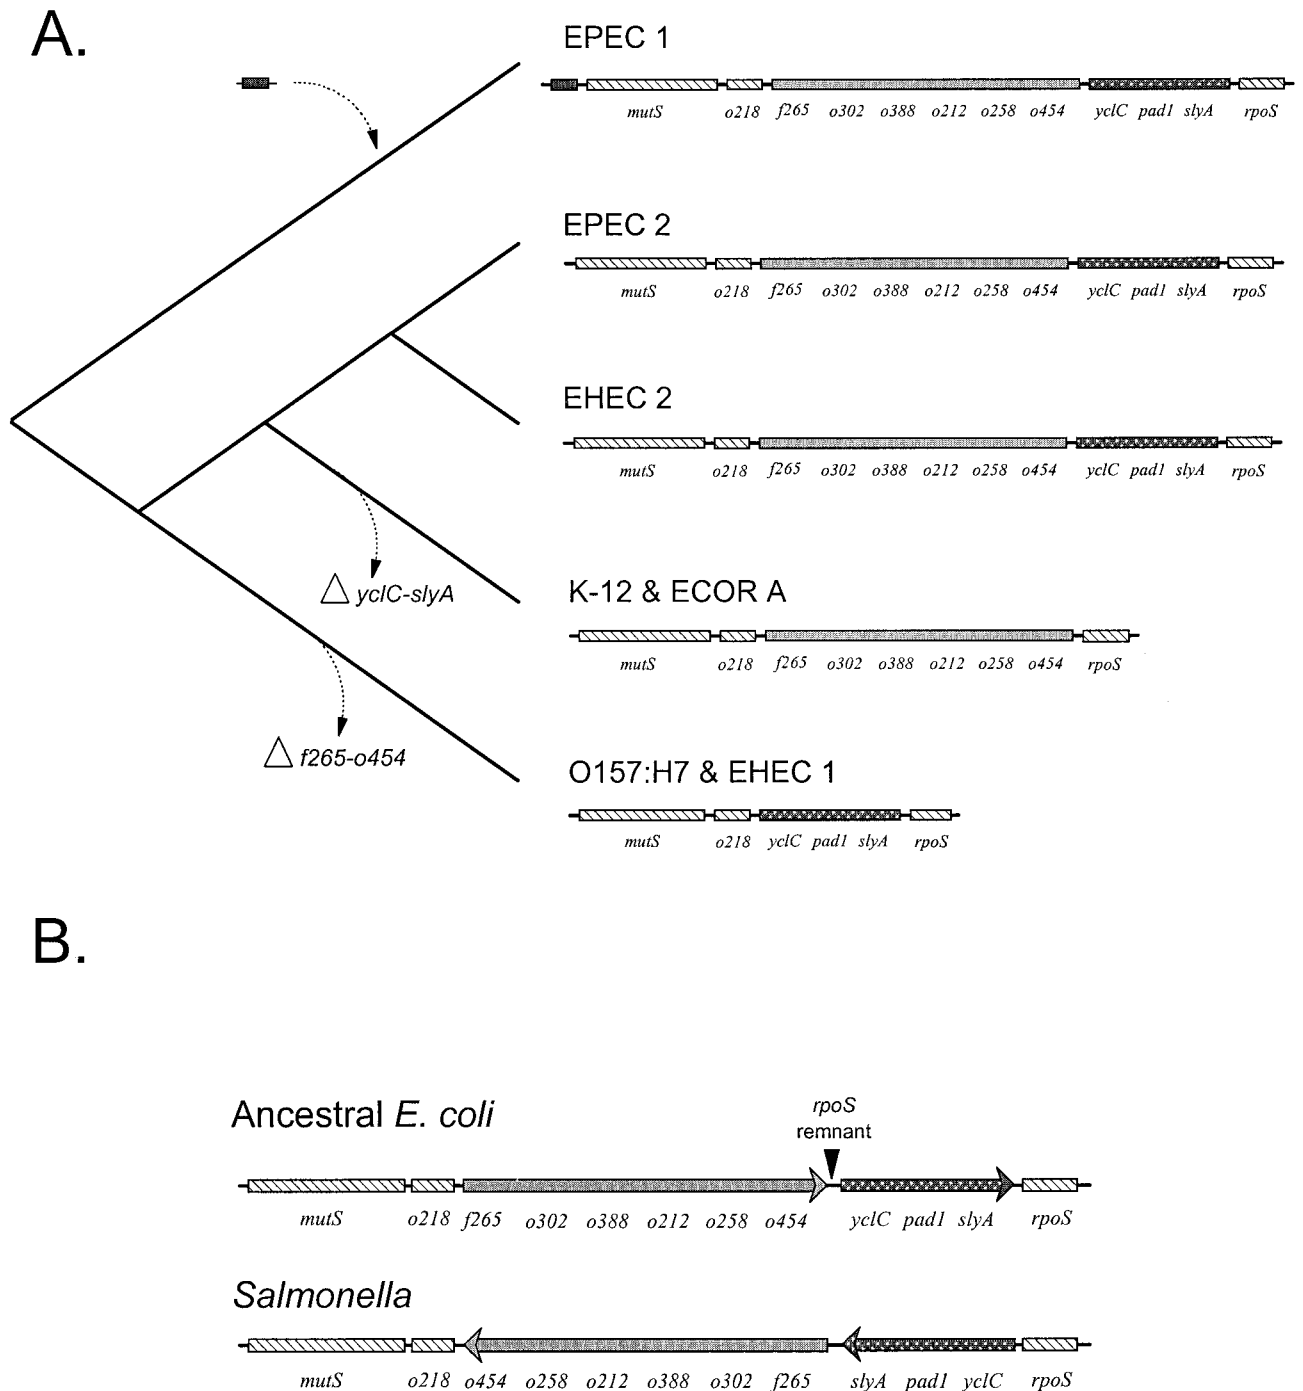 A.
EPEC 1
mutS o218 f265 o302 o388 o212 o258 o454 yclC pad1 slyA rpoS
EPEC 2
mutS o218 f265 o302 o388 o212 o258 o454 yclC pad1 slyA rpoS
EHEC 2
mutS o218 f265 o302 o388 o212 o258 o454 yclC pad1 slyA rpoS
△ yclC-slyA
K-12 & ECOR A
mutS o218 f265 o302 o388 o212 o258 o454 rpoS
△ f265-o454
O157:H7 & EHEC 1
mutS o218 yclC pad1 slyA rpoS
B.
Ancestral E. coli
rpoS
remnant
mutS o218 f265 o302 o388 o212 o258 o454 yclC pad1 slyA rpoS
Salmonella
mutS o218 o454 o258 o212 o388 o302 f265 slyA pad1 yclC rpoS